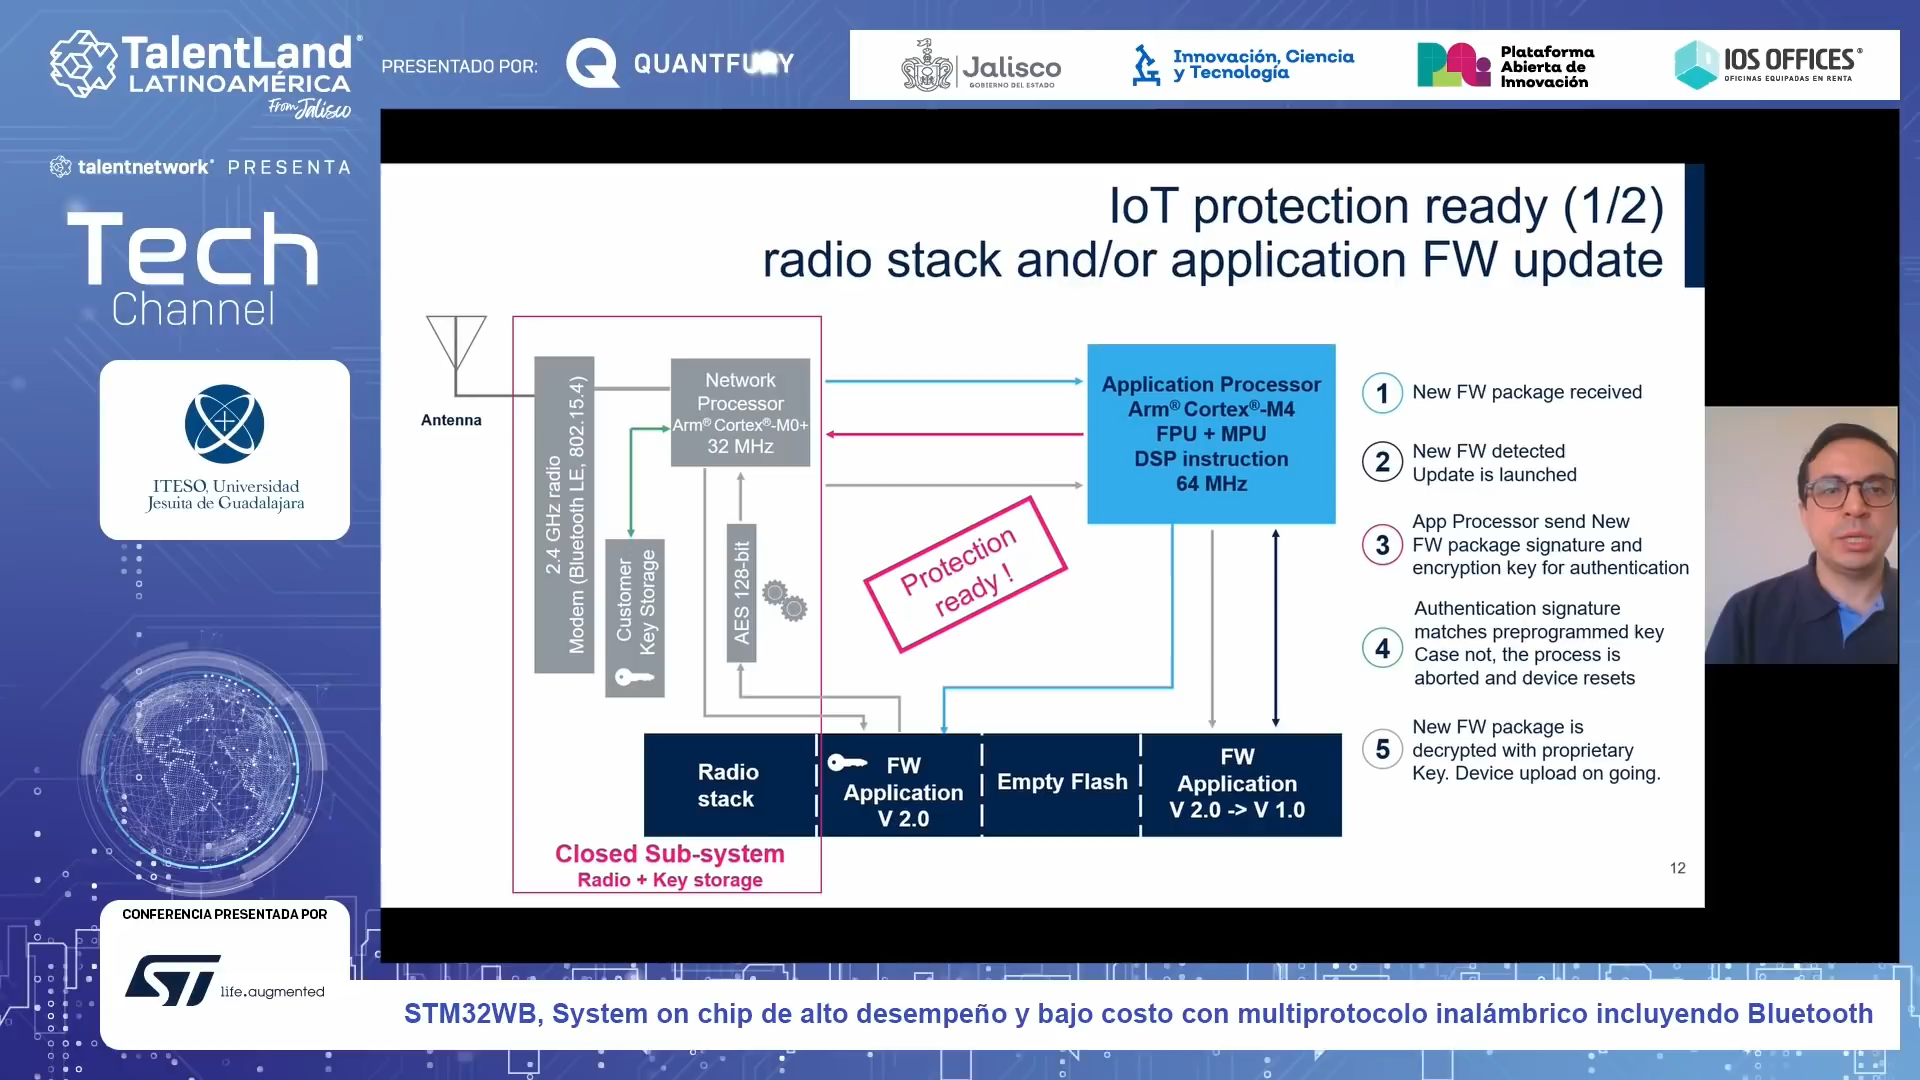 TalentLand®
LATINOAMÉRICA
From Jalisco
PRESENTADO POR:
QUANTFURY
Jalisco
GOBIERNO DEL ESTADO
Innovación, Ciencia
y Tecnología
Plataforma
Abierta de
Innovación
IOS OFFICES®
OFICINAS EQUIPADAS EN RENTA
talentnetwork® PRESENTA
Tech
Channel
ITESO, Universidad
Jesuita de Guadalajara
IoT protection ready (1/2)
radio stack and/or application FW update
Antenna
2.4 GHz radio
Modem (Bluetooth LE, 802.15.4)
Network
Processor
Arm® Cortex®-M0+
32 MHz
Customer
Key Storage
AES 128-bit
Protection
ready !
Application Processor
Arm® Cortex®-M4
FPU + MPU
DSP instruction
64 MHz
Radio
stack
FW
Application
V 2.0
Empty Flash
FW
Application
V 2.0 -> V 1.0
Closed Sub-system
Radio + Key storage
1 New FW package received
2 New FW detected
Update is launched
3 App Processor send New
FW package signature and
encryption key for authentication
4 Authentication signature
matches preprogrammed key
Case not, the process is
aborted and device resets
5 New FW package is
decrypted with proprietary
Key. Device upload on going.
12
CONFERENCIA PRESENTADA POR
ST
life.augmented
STM32WB, System on chip de alto desempeño y bajo costo con multiprotocolo inalámbrico incluyendo Bluetooth